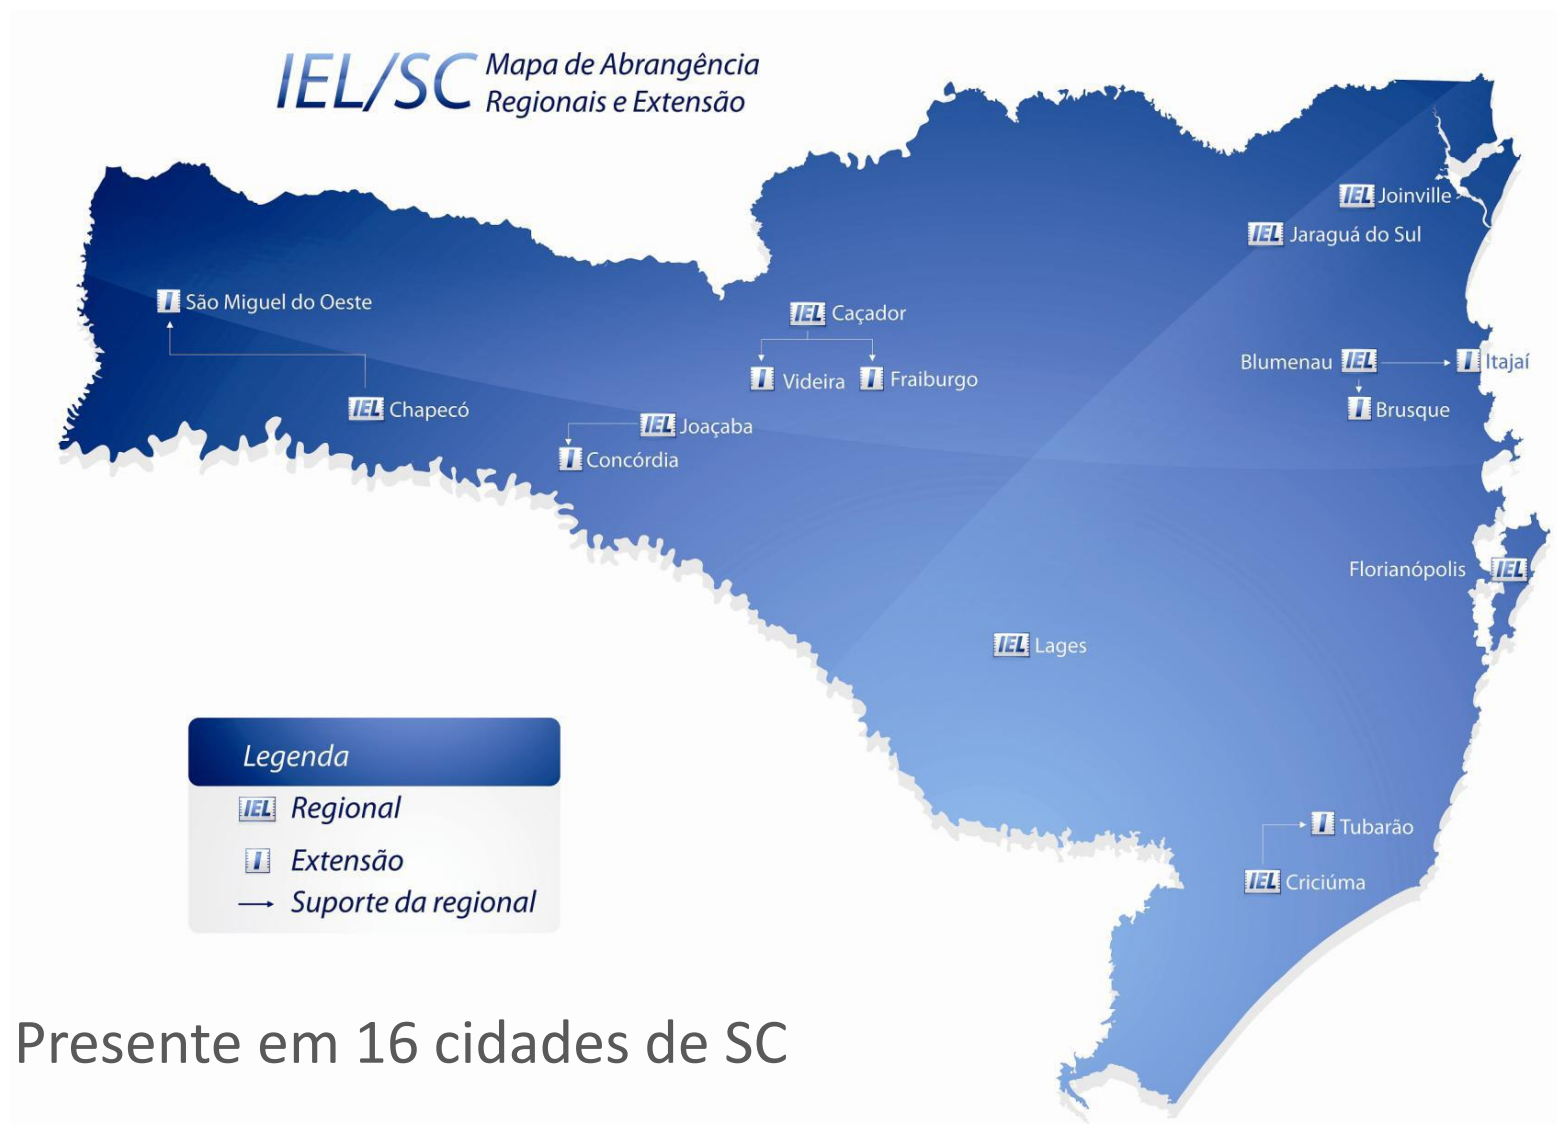 IEL/SC Mapa de Abrangência
Regionais e Extensão
IEL Joinville
IEL Jaraguá do Sul
I São Miguel do Oeste
IEL Caçador
Blumenau IEL
I Itajaí
I Videira
I Fraiburgo
IEL Chapecó
I Brusque
IEL Joaçaba
I Concórdia
Florianópolis IEL
IEL Lages
Legenda
IEL Regional
I Extensão
Suporte da regional
I Tubarão
IEL Criciúma
Presente em 16 cidades de SC